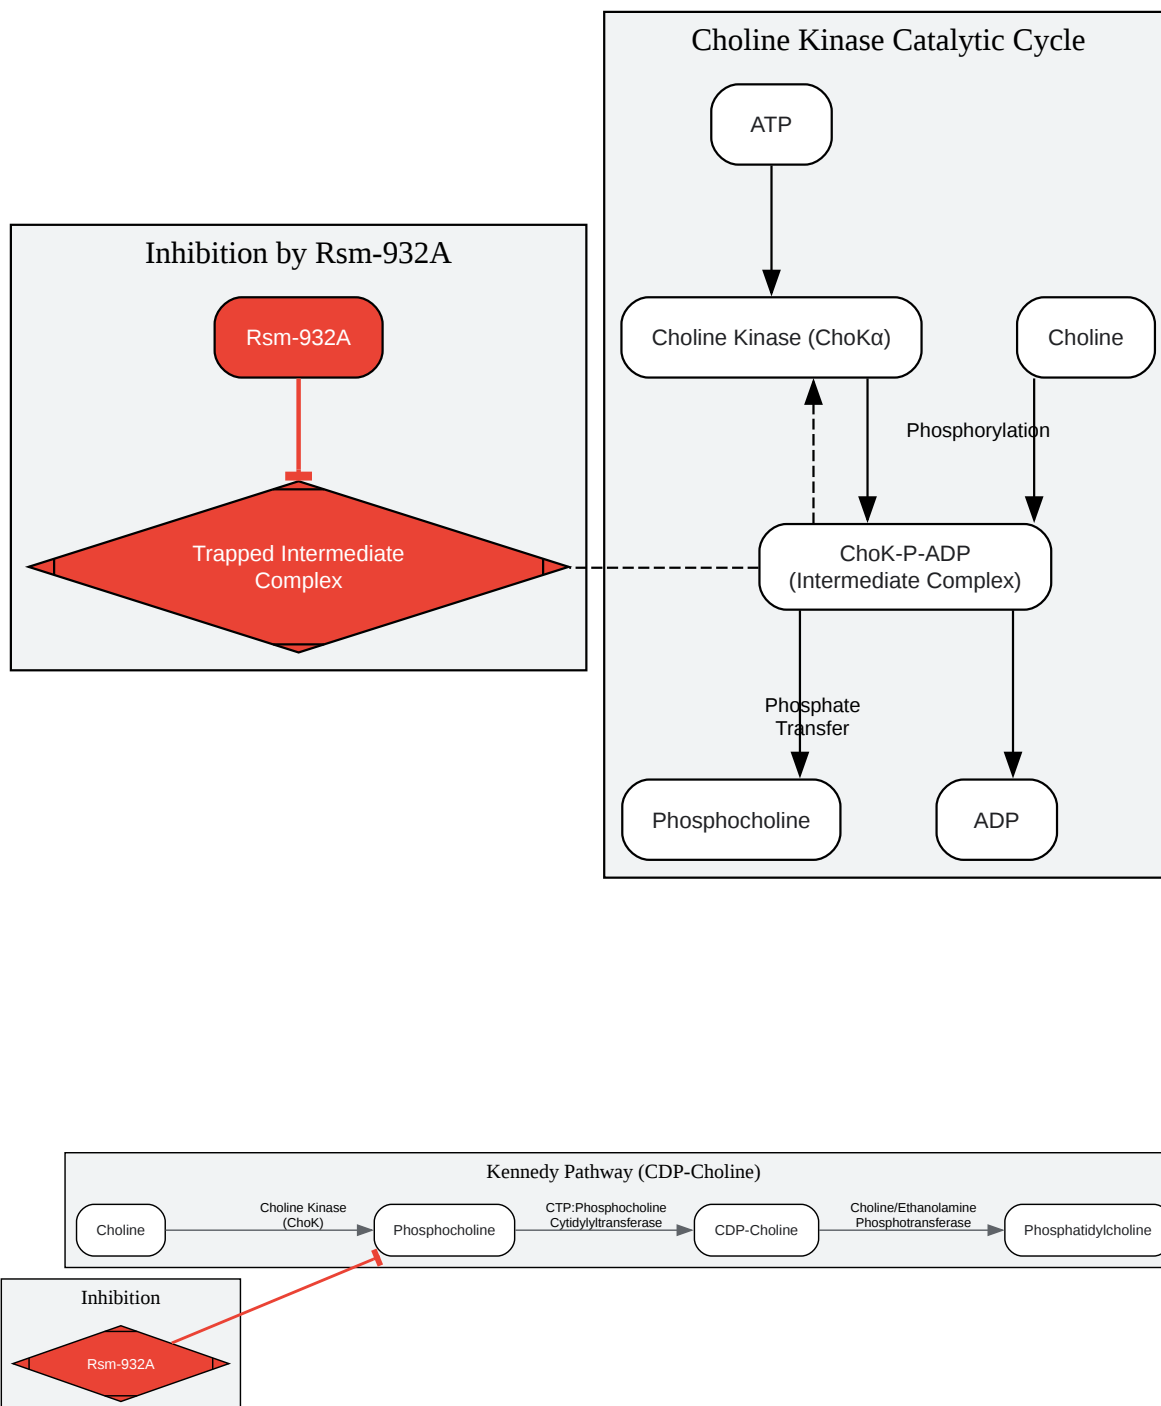 Choline Kinase Catalytic Cycle
ATP
Inhibition by Rsm-932A
Rsm-932A
Choline Kinase (ChoKα)
Choline
Phosphorylation
Trapped Intermediate
Complex
ChoK-P-ADP
(Intermediate Complex)
Phosphate
Transfer
Phosphocholine
ADP
Kennedy Pathway (CDP-Choline)
Choline
Choline Kinase
(ChoK)
Phosphocholine
CTP:Phosphocholine
Cytidylyltransferase
CDP-Choline
Choline/Ethanolamine
Phosphotransferase
Phosphatidylcholine
Inhibition
Rsm-932A